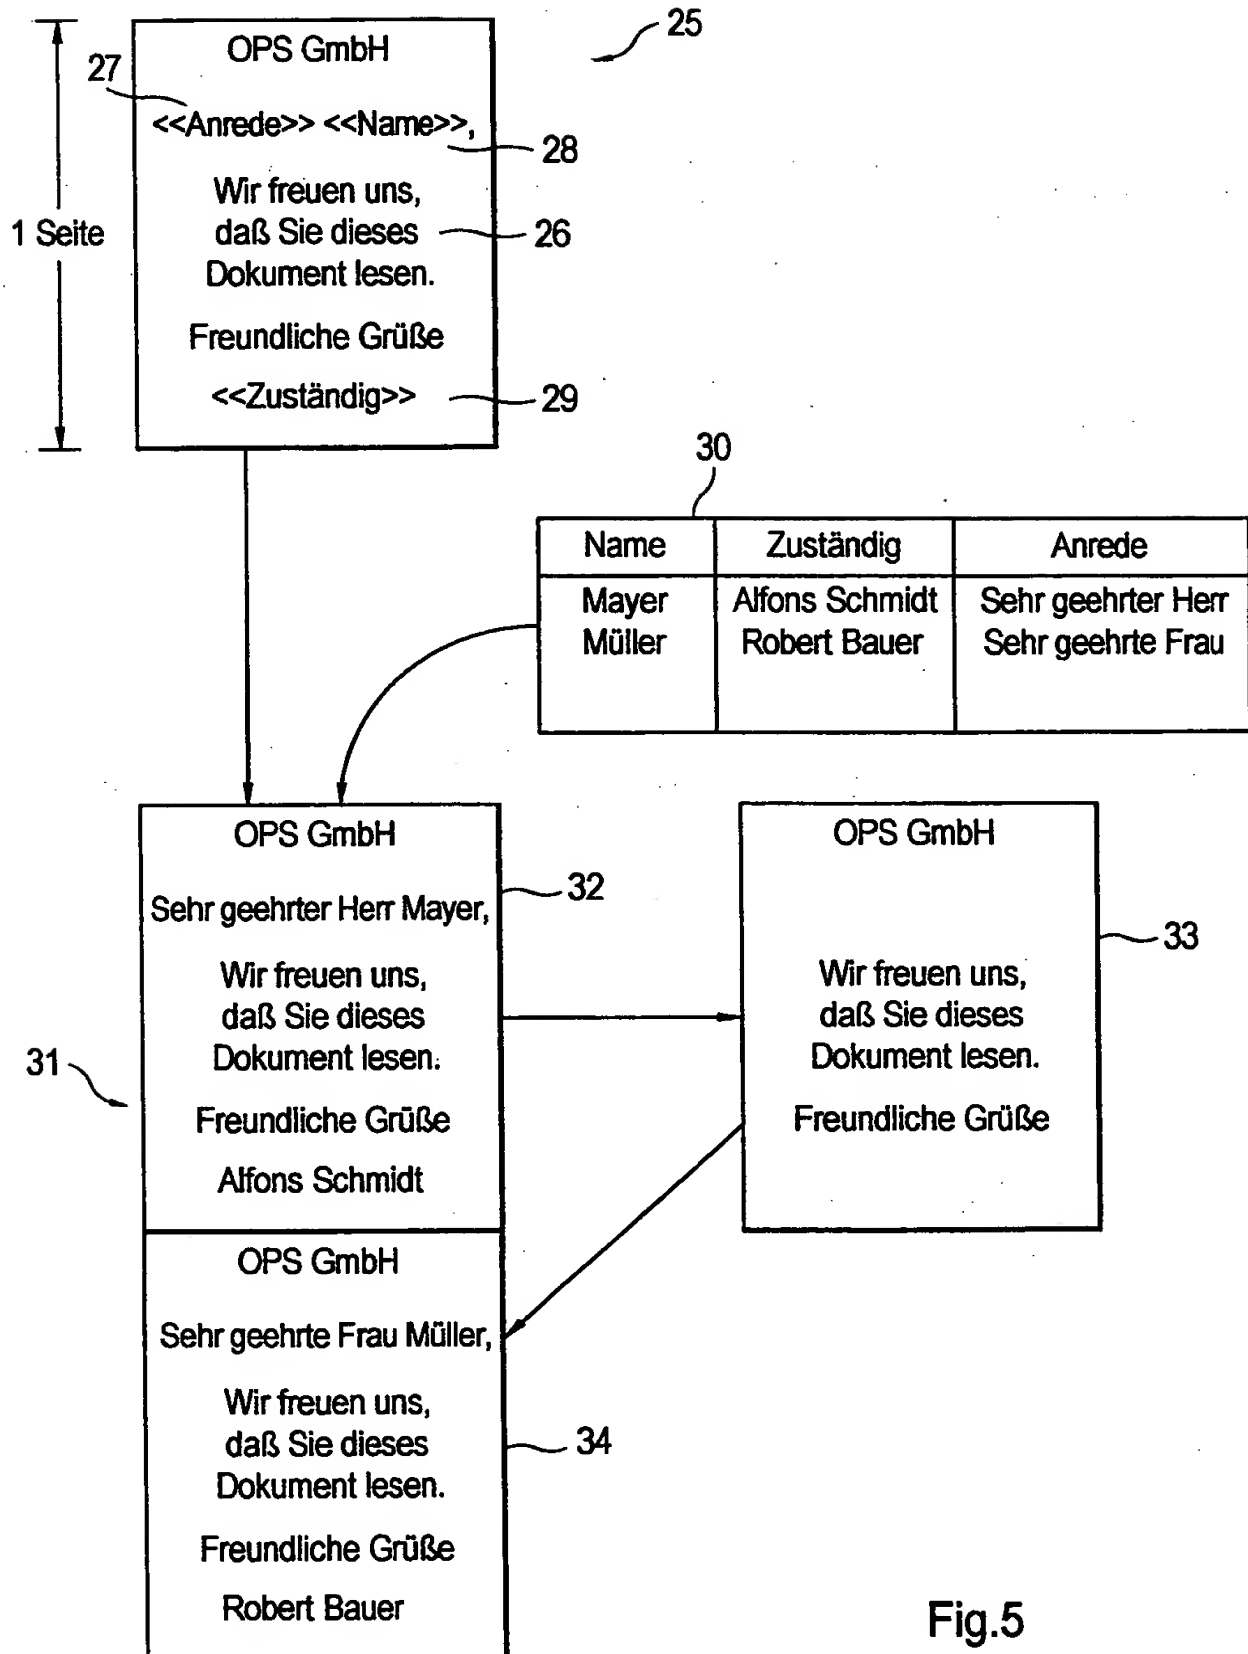 25
OPS GmbH
27
<<Anrede>> <<Name>>,
28
Wir freuen uns,
1 Seite
daß Sie dieses
26
Dokument lesen.
Freundliche Grüße
<<Zuständig>>
29
30
Name Zuständig Anrede
Mayer Alfons Schmidt Sehr geehrter Herr
Müller Robert Bauer Sehr geehrte Frau
OPS GmbH
32
Sehr geehrter Herr Mayer,
Wir freuen uns,
daß Sie dieses
Dokument lesen.
31
Freundliche Grüße
Alfons Schmidt
OPS GmbH
33
Wir freuen uns,
daß Sie dieses
Dokument lesen.
Freundliche Grüße
OPS GmbH
Sehr geehrte Frau Müller,
Wir freuen uns,
daß Sie dieses
34
Dokument lesen.
Freundliche Grüße
Robert Bauer
Fig.5